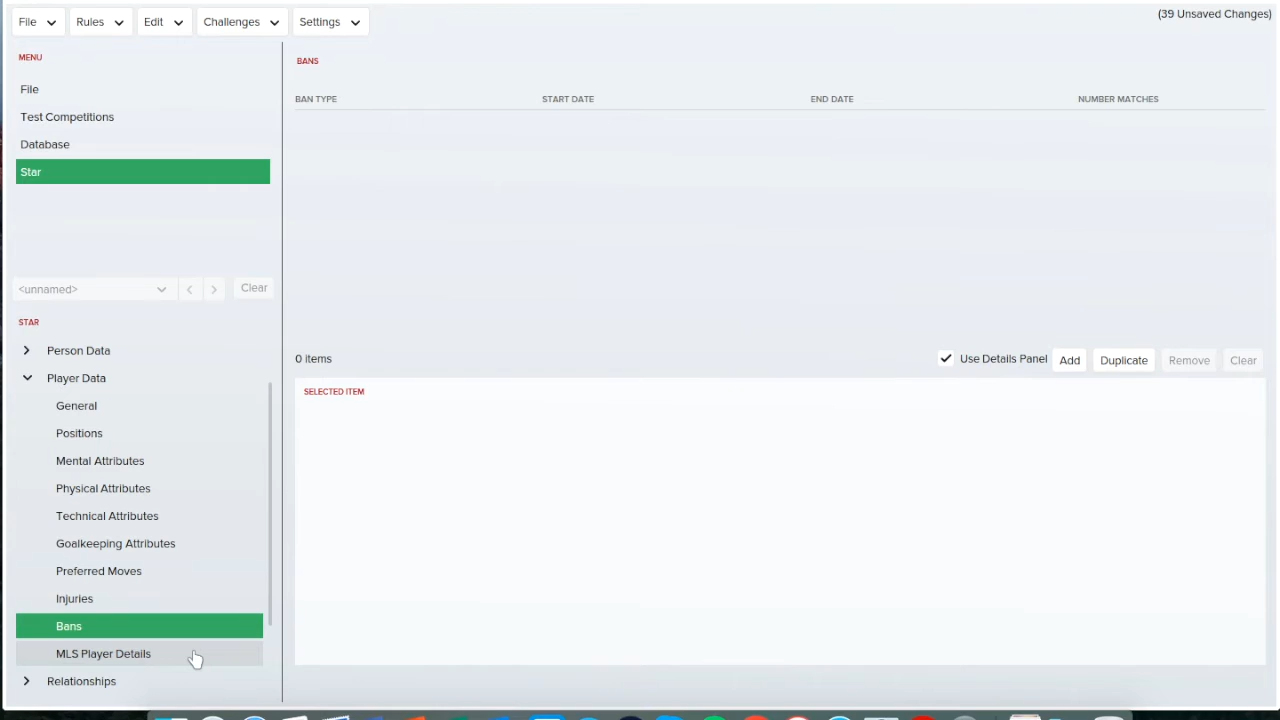 File Rules Edit Challenges Settings (39 Unsaved Changes)
MENU
File
Test Competitions
Database
Star
<unnamed> Clear
STAR
Person Data
Player Data
General
Positions
Mental Attributes
Physical Attributes
Technical Attributes
Goalkeeping Attributes
Preferred Moves
Injuries
Bans
MLS Player Details
Relationships
BANS
BAN TYPE START DATE END DATE NUMBER MATCHES
0 items Use Details Panel Add Duplicate Remove Clear
SELECTED ITEM